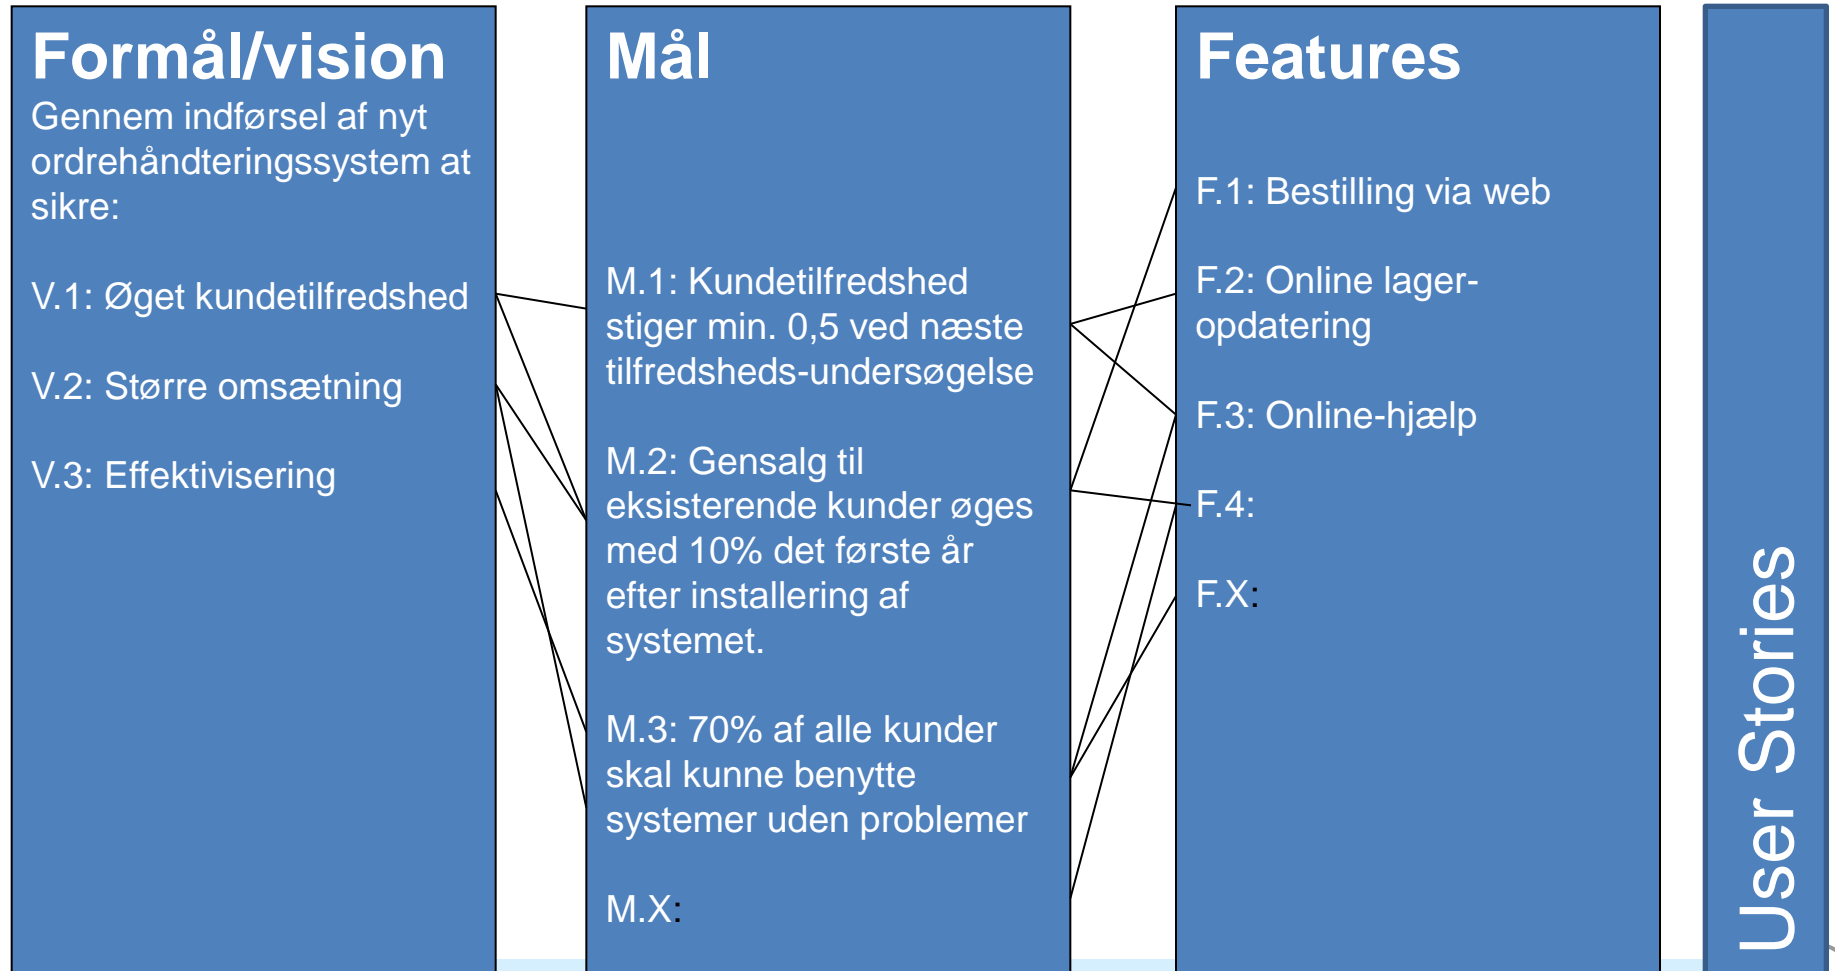 Formål/vision
Gennem indførsel af nyt
ordrehåndteringssystem at
sikre:
V.1: Øget kundetilfredshed
V.2: Større omsætning
V.3: Effektivisering
Mål
M.1: Kundetilfredshed
stiger min. 0,5 ved næste
tilfredsheds-undersøgelse
M.2: Gensalg til
eksisterende kunder øges
med 10% det første år
efter installering af
systemet.
M.3: 70% af alle kunder
skal kunne benytte
systemer uden problemer
M.X:
Features
F.1: Bestilling via web
F.2: Online lager-
opdatering
F.3: Online-hjælp
F.4:
F.X:
User Stories